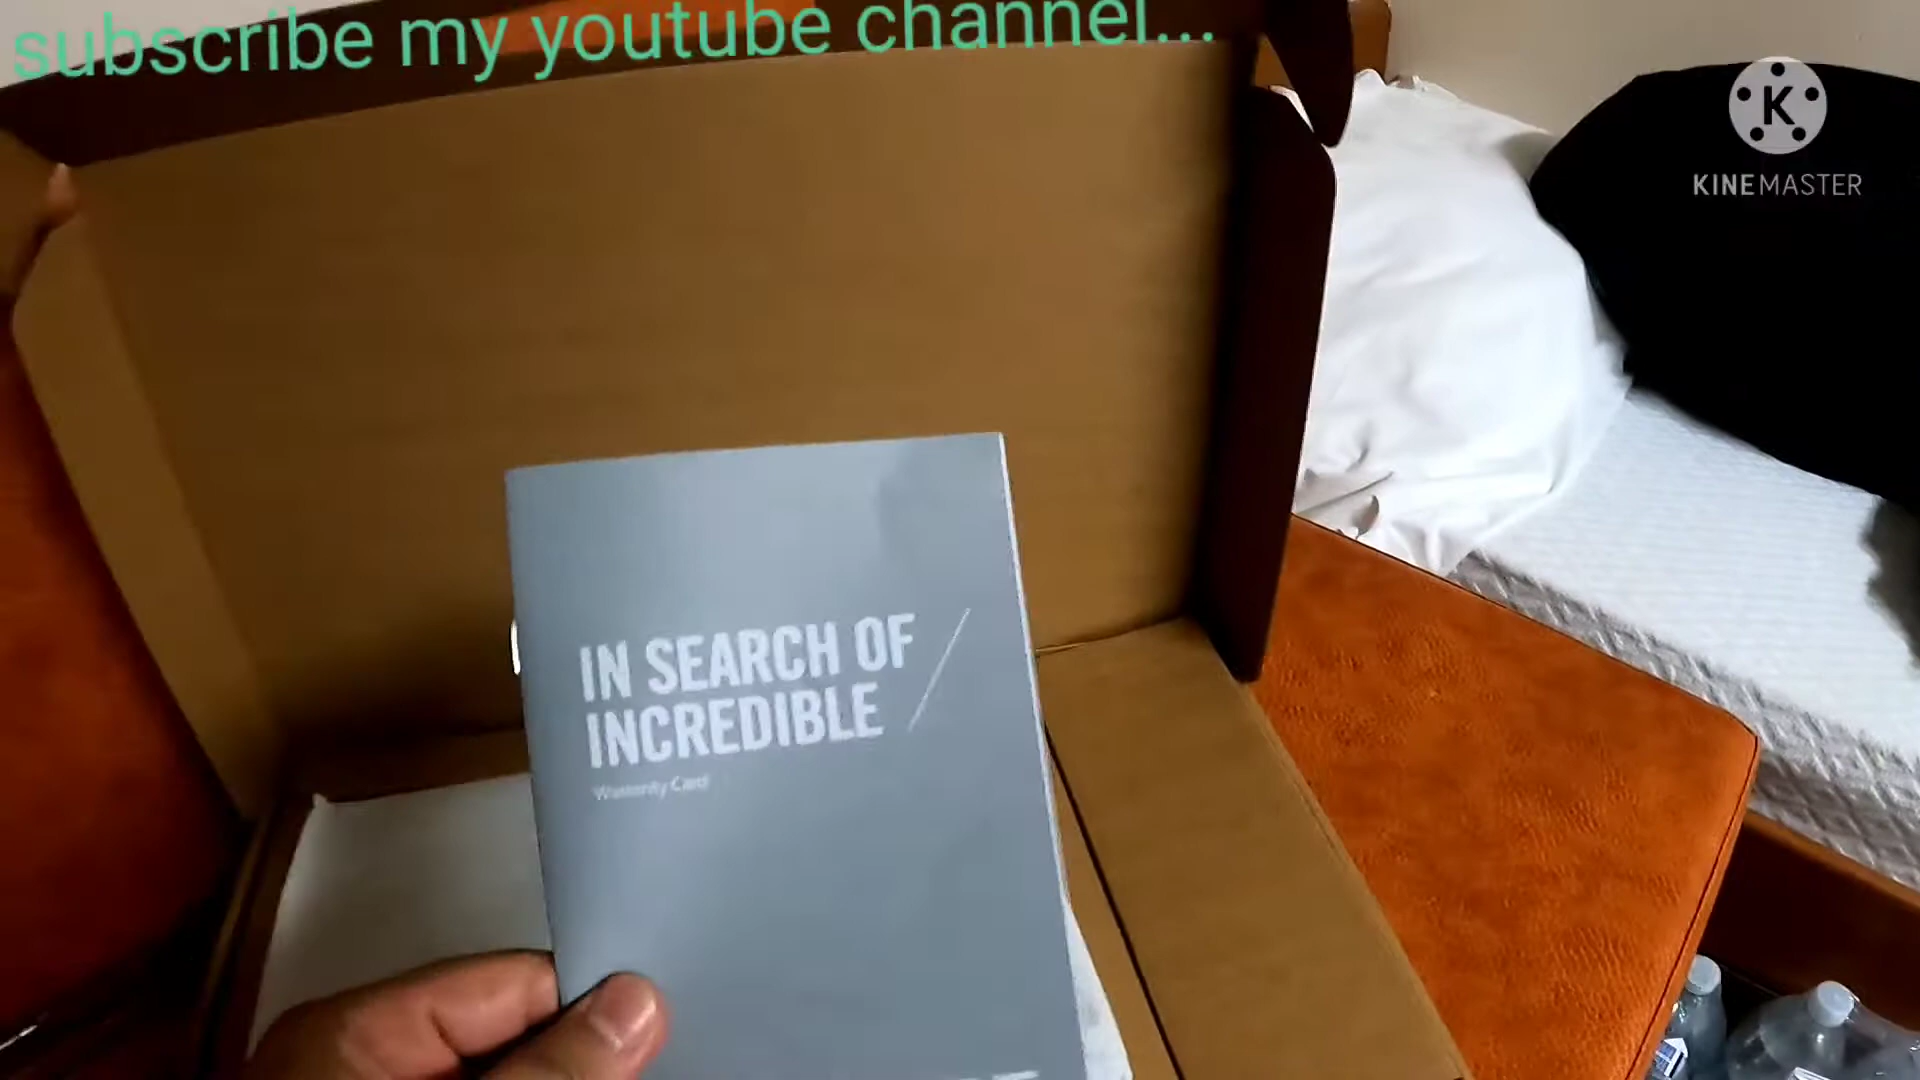 subscribe my youtube channel...
K
KINEMASTER
IN SEARCH OF
INCREDIBLE
Warranty Card